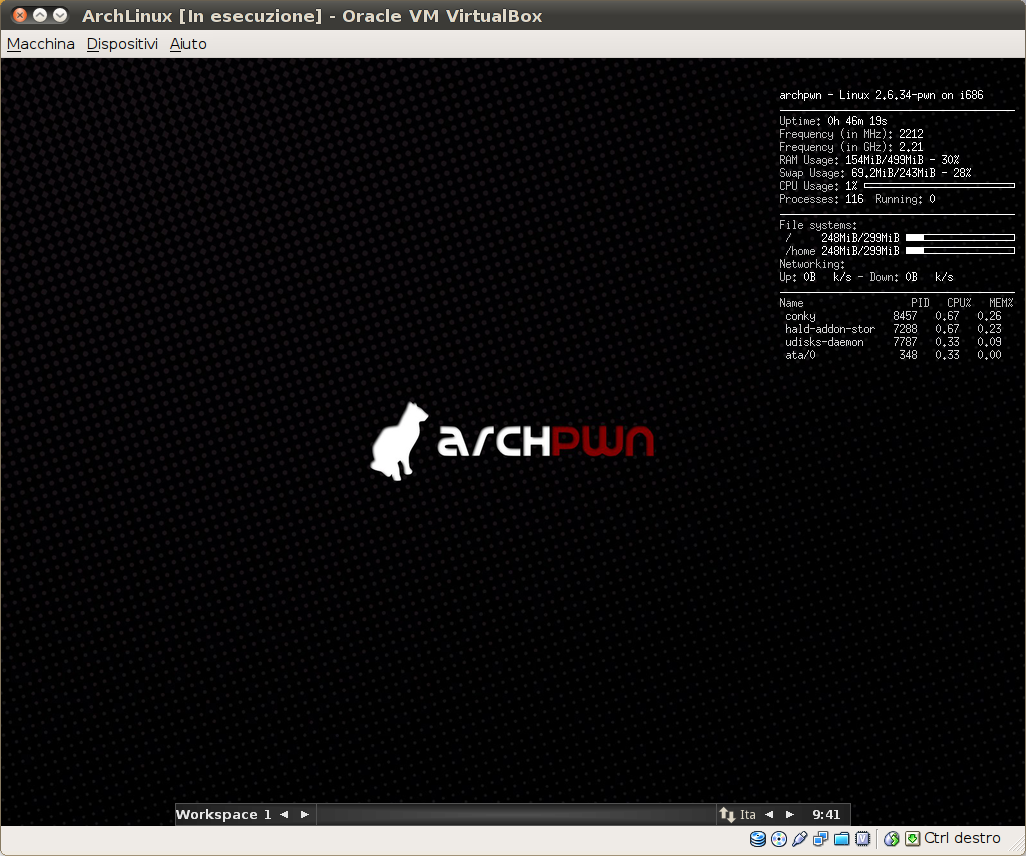 ArchLinux [In esecuzione] - Oracle VM VirtualBox
Macchina Dispositivi Aiuto
archpwn - Linux 2.6.34-pwn on i686
Uptime: 0h 46m 19s
Frequency (in MHz): 2212
Frequency (in GHz): 2.21
RAM Usage: 154MiB/499MiB - 30%
Swap Usage: 69.2MiB/243MiB - 28%
CPU Usage: 1%
Processes: 116 Running: 0
File systems:
/ 248MiB/299MiB
/home 248MiB/299MiB
Networking:
Up: 0B k/s - Down: 0B k/s
Name PID CPU% MEM%
conky 8457 0.67 0.26
hald-addon-stor 7288 0.67 0.23
udisks-daemon 7787 0.33 0.09
ata/0 348 0.33 0.00
archpwn
Workspace 1 Ita 9:41
Ctrl destro